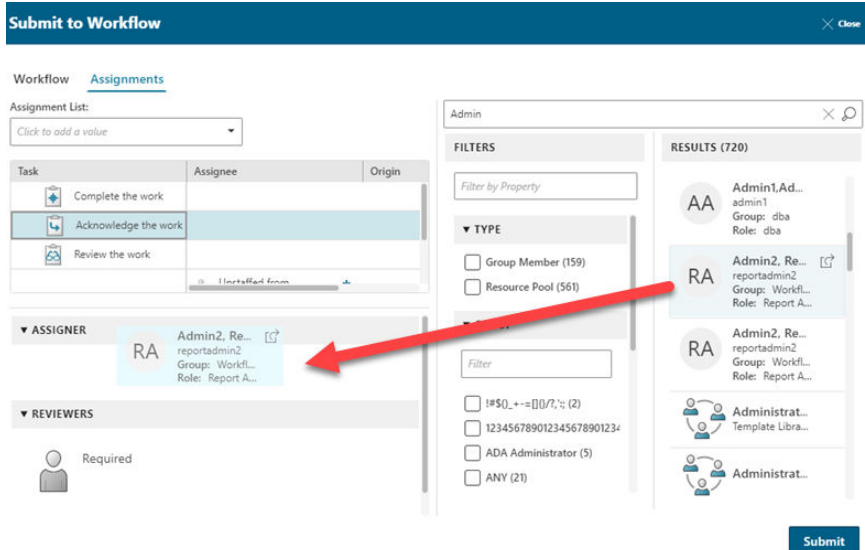 Submit to Workflow
Close
Workflow
Assignments
Assignment List:
Click to add a value
Task
Assignee
Origin
Complete the work
Acknowledge the work
Review the work
ASSIGNER
RA
Admin2, Re...
reportadmin2
Group: Workfl...
Role: Report A...
REVIEWERS
Required
Admin
FILTERS
Filter by Property
TYPE
Group Member (159)
Resource Pool (561)
Filter
!#$()_+-=[]{}/?,';: (2)
12345678901234567890123
ADA Administrator (5)
ANY (21)
RESULTS (720)
AA
Admin1,Ad...
admin1
Group: dba
Role: dba
RA
Admin2, Re...
reportadmin2
Group: Workfl...
Role: Report A...
RA
Admin2, Re...
reportadmin2
Group: Workfl...
Role: Report A...
Administrat...
Template Libra...
Administrat...
Submit